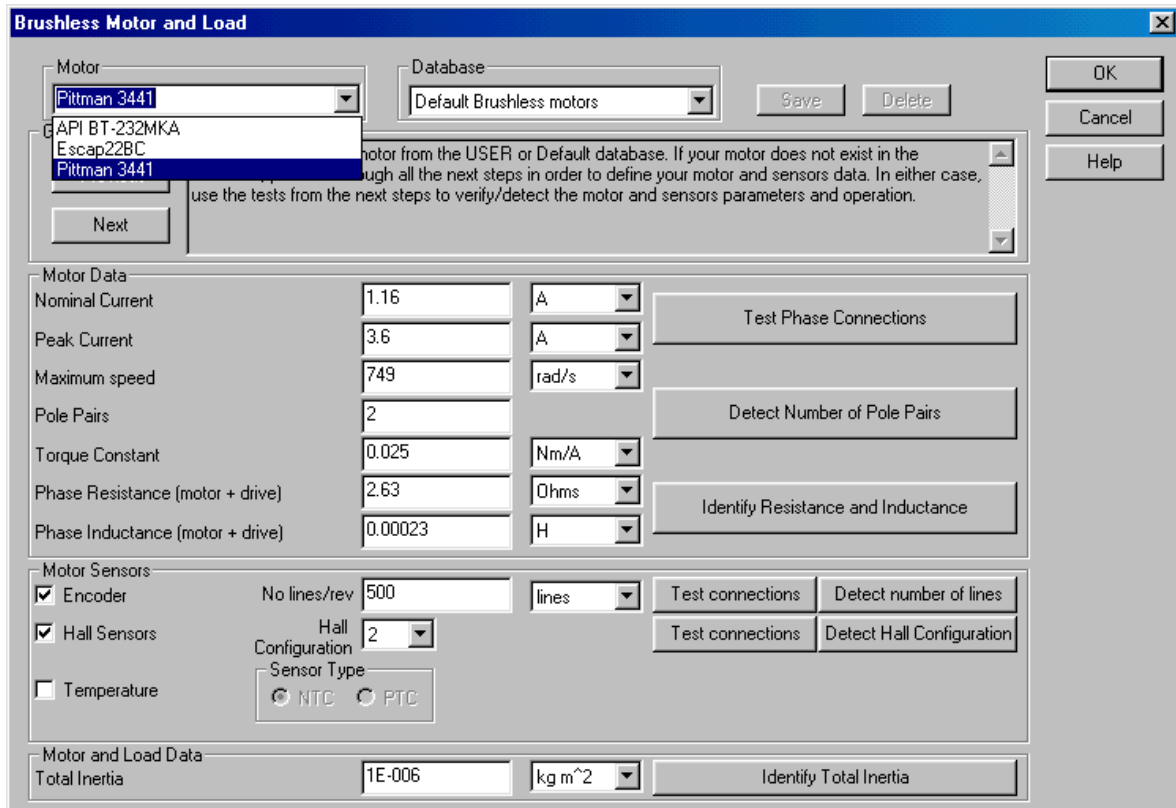 Brushless Motor and Load
Motor
Database
Pittman 3441
Default Brushless motors
Save
Delete
OK
Cancel
Help
API BT-232MKA
Escap22BC
Pittman 3441
G
motor from the USER or Default database. If your motor does not exist in the
ough all the next steps in order to define your motor and sensors data. In either case,
use the tests from the next steps to verify/detect the motor and sensors parameters and operation.
Next
Motor Data
Nominal Current 1.16 A
Test Phase Connections
Peak Current 3.6 A
Maximum speed 749 rad/s
Pole Pairs 2
Detect Number of Pole Pairs
Torque Constant 0.025 Nm/A
Phase Resistance (motor + drive) 2.63 Ohms
Identify Resistance and Inductance
Phase Inductance (motor + drive) 0.00023 H
Motor Sensors
Encoder No lines/rev 500 lines Test connections Detect number of lines
Hall Sensors Hall Configuration 2 Test connections Detect Hall Configuration
Sensor Type
Temperature NTC PTC
Motor and Load Data
Total Inertia 1E-006 kg m^2 Identify Total Inertia